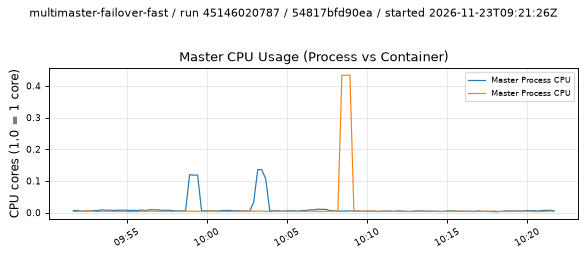 multimaster-failover-fast / run 45146020787 / 54817bfd90ea / started 2026-11-23T09:21:26Z
Master CPU Usage (Process vs Container)
CPU cores (1.0 = 1 core)
0.4
0.3
0.2
0.1
0.0
Master Process CPU
Master Process CPU
09:55
10:00
10:05
10:10
10:15
10:20